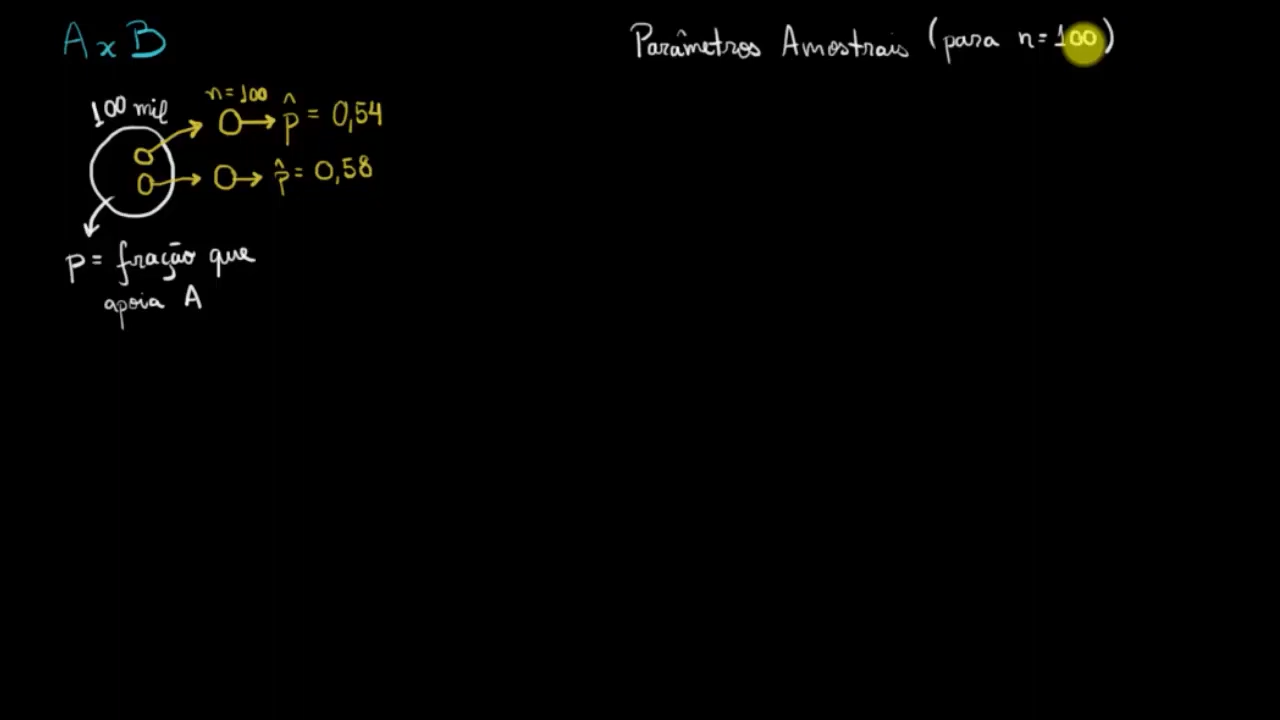 A x B
Parâmetros Amostrais (para n=100)
100 mil
n=100
p̂ = 0,54
p̂ = 0,58
p = fração que
apoia A